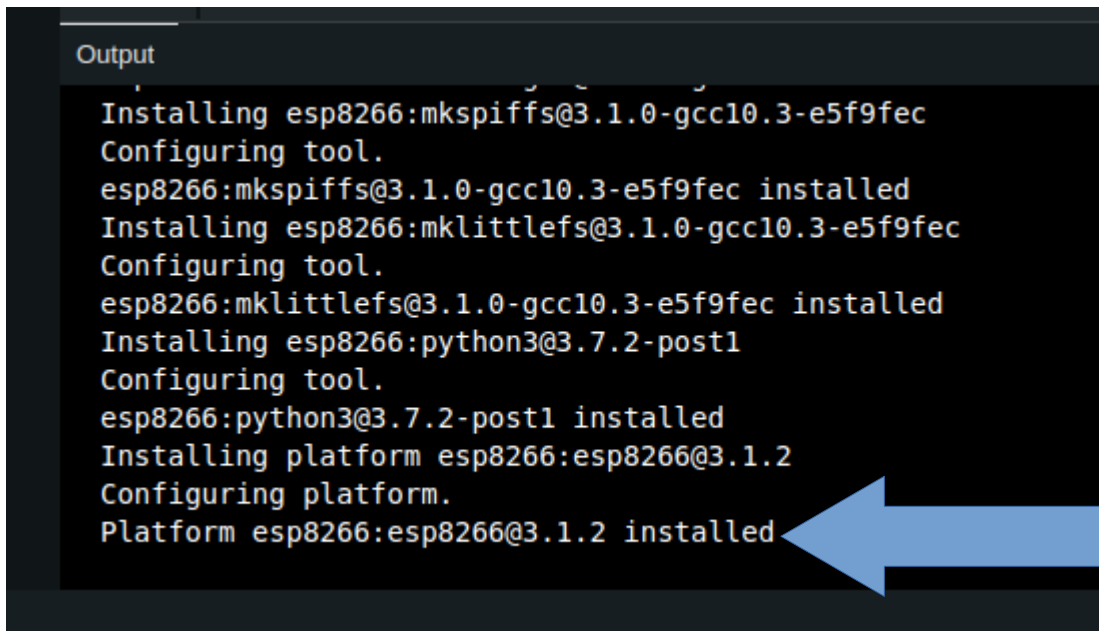 Output
Installing esp8266:mkspiffs@3.1.0-gcc10.3-e5f9fec
Configuring tool.
esp8266:mkspiffs@3.1.0-gcc10.3-e5f9fec installed
Installing esp8266:mklittlefs@3.1.0-gcc10.3-e5f9fec
Configuring tool.
esp8266:mklittlefs@3.1.0-gcc10.3-e5f9fec installed
Installing esp8266:python3@3.7.2-post1
Configuring tool.
esp8266:python3@3.7.2-post1 installed
Installing platform esp8266:esp8266@3.1.2
Configuring platform.
Platform esp8266:esp8266@3.1.2 installed